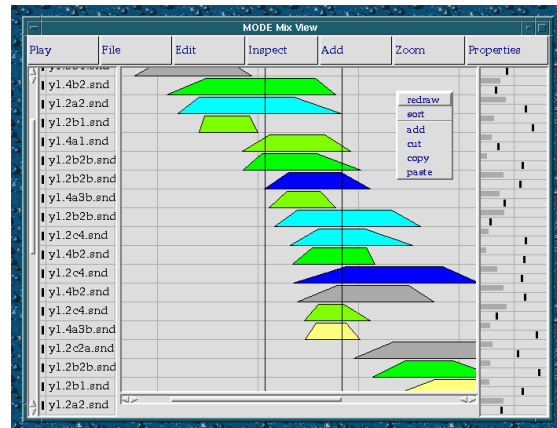 MODE Mix View
Play File Edit Inspect Add Zoom Properties
y1.4b2.snd
y1.2a2.snd
y1.2b1.snd
y1.4a1.snd
y1.2b2b.snd
y1.2b2b.snd
y1.4a3b.snd
y1.2b2b.snd
y1.2c4.snd
y1.4b2.snd
y1.2c4.snd
y1.4b2.snd
y1.2c4.snd
y1.4a3b.snd
y1.2c2a.snd
y1.2b2b.snd
y1.2b1.snd
y1.2a2.snd
redraw
sort
add
cut
copy
paste